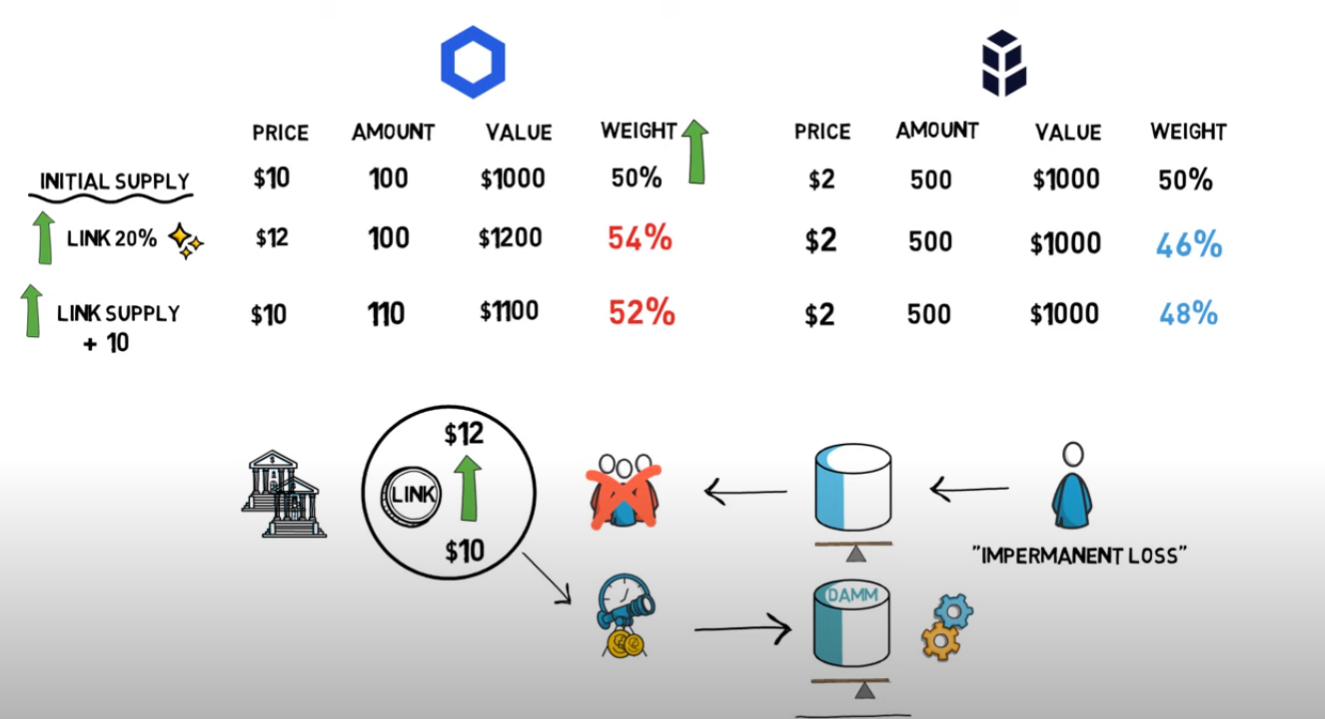 PRICE AMOUNT VALUE WEIGHT PRICE AMOUNT VALUE WEIGHT
INITIAL SUPPLY $10 100 $1000 50% $2 500 $1000 50%
LINK 20% $12 100 $1200 54% $2 500 $1000 46%
LINK SUPPLY $10 110 $1100 52% $2 500 $1000 48%
+ 10
$12
LINK
$10
"IMPERMANENT LOSS"
DAMM